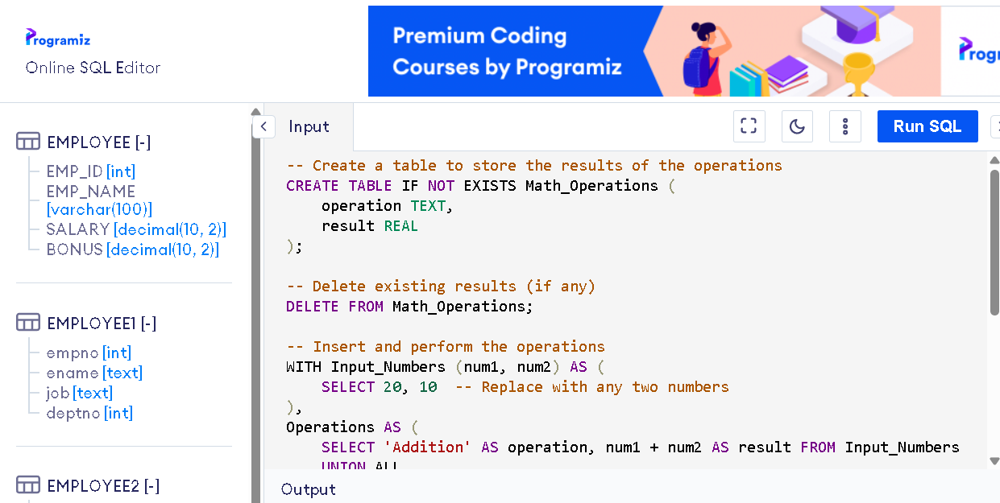 Programiz
Online SQL Editor
Premium Coding
Courses by Programiz
EMPLOYEE [-]
EMP_ID [int]
EMP_NAME
[varchar(100)]
SALARY [decimal(10, 2)]
BONUS [decimal(10, 2)]
EMPLOYEE1 [-]
empno [int]
ename [text]
job [text]
deptno [int]
EMPLOYEE2 [-]
Input
Run SQL
-- Create a table to store the results of the operations
CREATE TABLE IF NOT EXISTS Math_Operations (
    operation TEXT,
    result REAL
);
-- Delete existing results (if any)
DELETE FROM Math_Operations;
-- Insert and perform the operations
WITH Input_Numbers (num1, num2) AS (
    SELECT 20, 10  -- Replace with any two numbers
),
Operations AS (
    SELECT 'Addition' AS operation, num1 + num2 AS result FROM Input_Numbers
    UNION ALL
Output